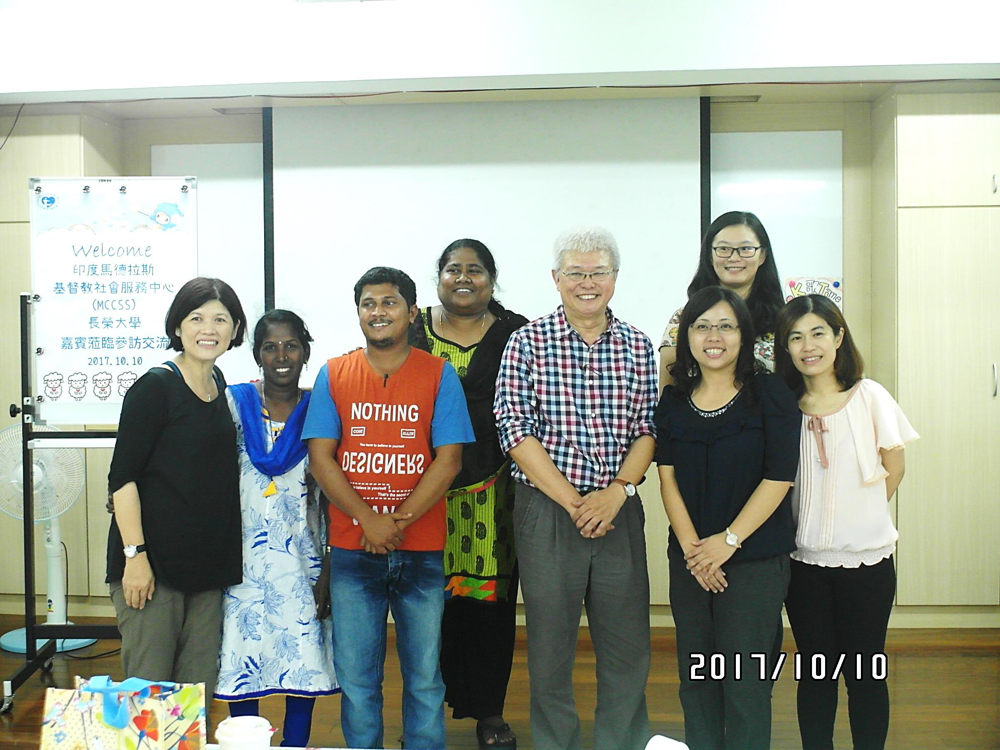 Welcome
印度馬德拉斯
基督教社會服務中心
(MCCSS)
長榮大學
嘉賓蒞臨參訪交流
2017.10.10
NOTHING
CODE
ALLIN
You have to believe in yourself
DESIGNERS
believe in yourself
That's the secret of
K歌Time
2017/10/10